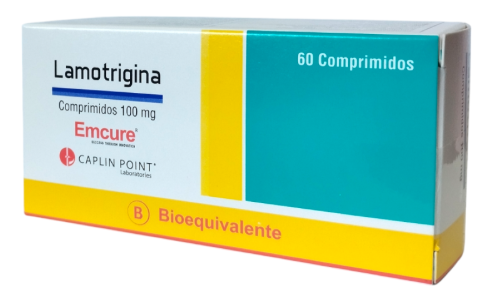 Lamotrigina
Comprimidos 100 mg
Emcure®
CAPLIN POINT
Laboratories
60 Comprimidos
B Bioequivalente